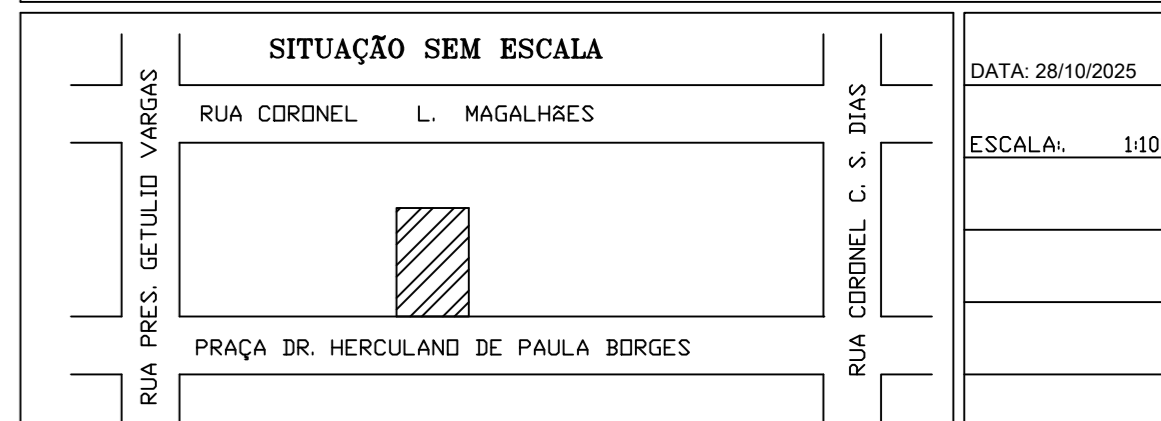 SITUAÇÃO SEM ESCALA
RUA CORONEL L. MAGALHÃES
RUA PRES. GETULIO VARGAS
RUA CORONEL C. S. DIAS
PRAÇA DR. HERCULANO DE PAULA BORGES
DATA: 28/10/2025
ESCALA:. 1:10